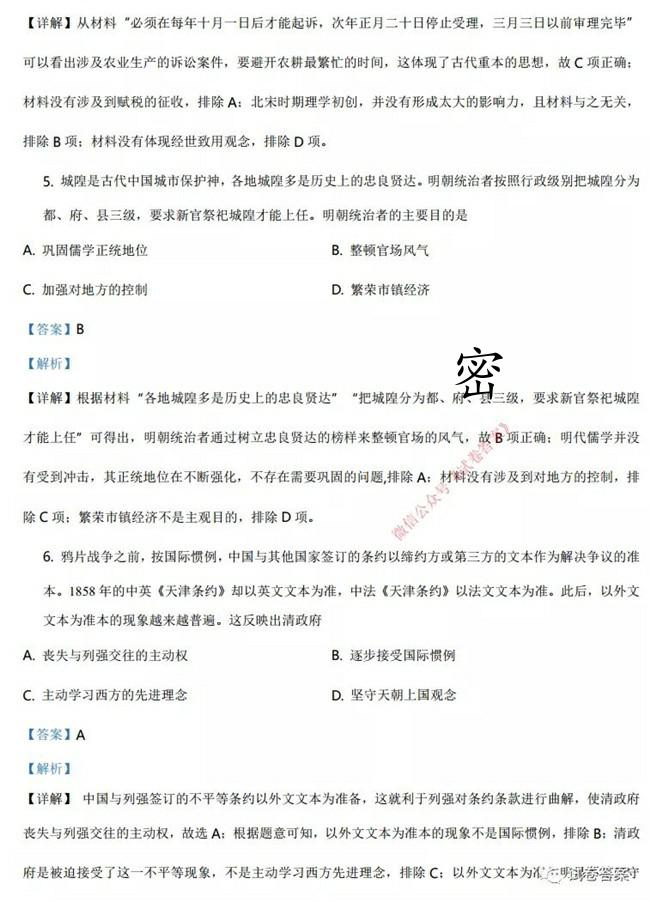 【详解】从材料“必须在每年十月一日后才能起诉，次年正月二十日停止受理，三月三日以前审理完毕”
可以看出涉及农业生产的诉讼案件，要避开农耕最繁忙的时间，这体现了古代重本的思想，故 C 项正确；
材料没有涉及到赋税的征收，排除 A；北宋时期理学初创，并没有形成太大的影响力，且材料与之无关，
排除 B 项；材料没有体现经世致用观念，排除 D 项。
5. 城隍是古代中国城市保护神，各地城隍多是历史上的忠良贤达。明朝统治者按照行政级别把城隍分为
都、府、县三级，要求新官祭祀城隍才能上任。明朝统治者的主要目的是
A. 巩固儒学正统地位 B. 整顿官场风气
C. 加强对地方的控制 D. 繁荣市镇经济
【答案】B
【解析】
密
【详解】根据材料“各地城隍多是历史上的忠良贤达”“把城隍分为都、府、县三级，要求新官祭祀城隍
才能上任”可得出，明朝统治者通过树立忠良贤达的榜样来整顿官场的风气，故 B 项正确；明代儒学并没
有受到冲击，其正统地位在不断强化，不存在需要巩固的问题,排除 A；材料没有涉及到对地方的控制，排
除 C 项；繁荣市镇经济不是主观目的，排除 D 项。
微信公众号《试卷答案》
6. 鸦片战争之前，按国际惯例，中国与其他国家签订的条约以缔约方或第三方的文本作为解决争议的准
本。1858 年的中英《天津条约》却以英文文本为准，中法《天津条约》以法文文本为准。此后，以外文
文本为准本的现象越来越普遍。这反映出清政府
A. 丧失与列强交往的主动权 B. 逐步接受国际惯例
C. 主动学习西方的先进理念 D. 坚守天朝上国观念
【答案】A
【解析】
【详解】 中国与列强签订的不平等条约以外文文本为准备，这就利于列强对条约条款进行曲解，使清政府
丧失与列强交往的主动权，故选 A；根据题意可知，以外文文本为准本的现象不是国际惯例，排除 B；清政
府是被迫接受了这一不平等现象，不是主动学习西方先进理念，排除 C；以外文文本为准，明
试卷答案